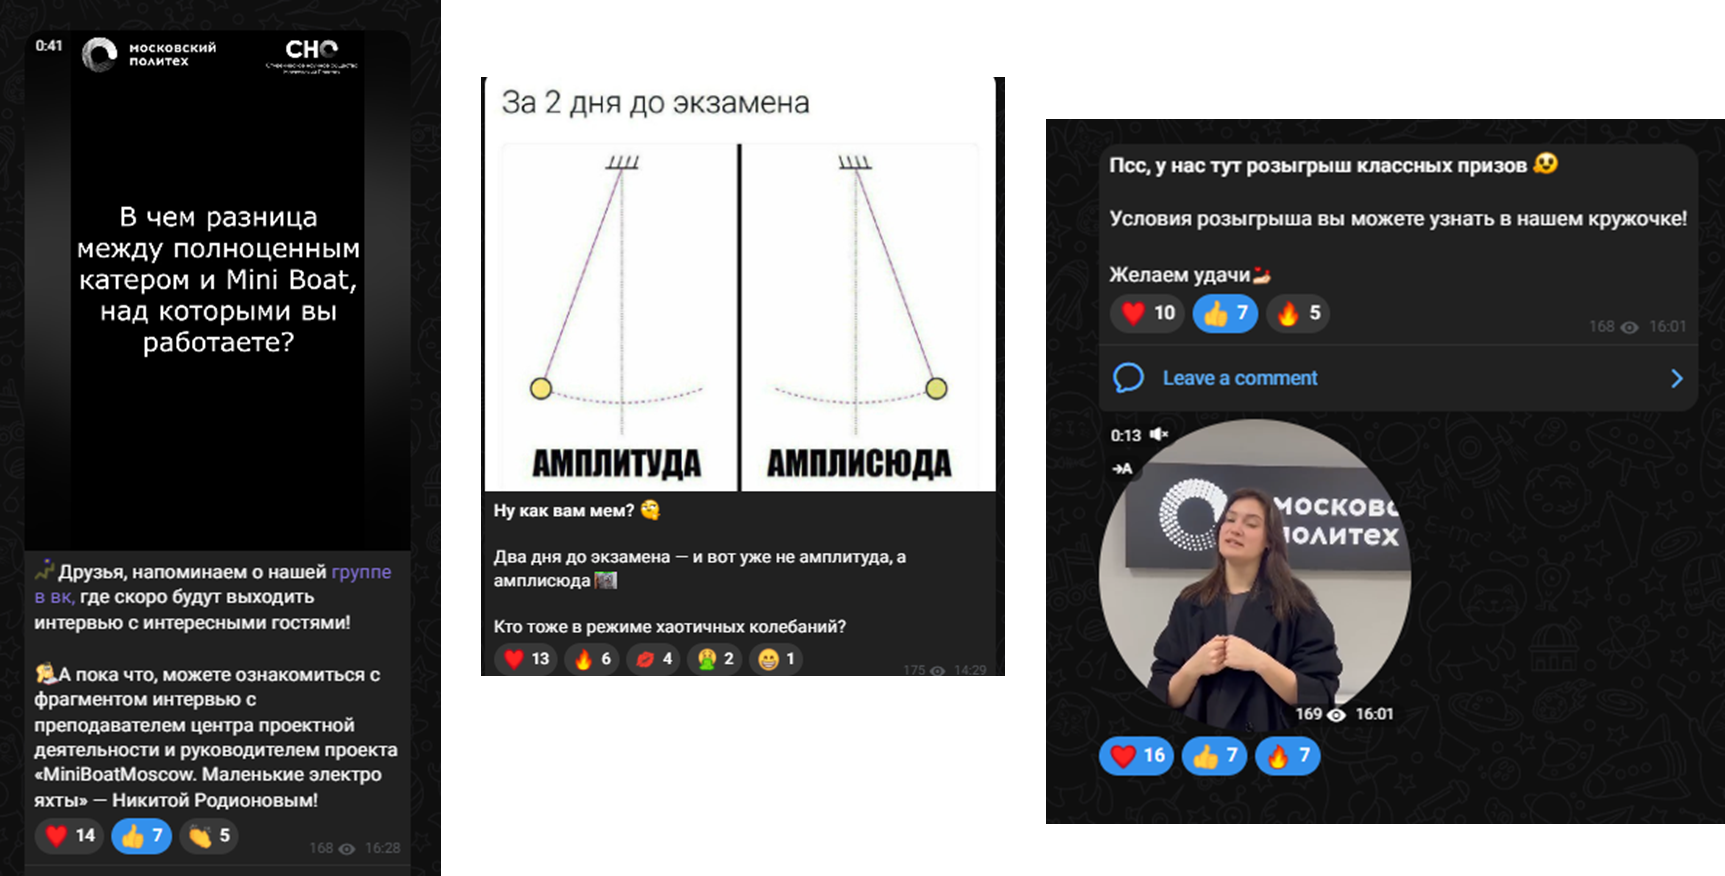 0:41
МОСКОВСКИЙ
ПОЛИТЕХ
СНО
В чем разница
между полноценным
катером и Mini Boat,
над которыми вы
работаете?
Друзья, напоминаем о нашей группе
в вк, где скоро будут выходить
интервью с интересными гостями!
А пока что, можете ознакомиться с
фрагментом интервью с
преподавателем центра проектной
деятельности и руководителем проекта
«MiniBoatMoscow. Маленькие электро
яхты» — Никитой Родионовым!
14 7 5
168 16:28
За 2 дня до экзамена
АМПЛИТУДА
АМПЛИСЮДА
Ну как вам мем?
Два дня до экзамена — и вот уже не амплитуда, а
амплисюда
Кто тоже в режиме хаотичных колебаний?
13 6 4 2 1
175 14:29
Псс, у нас тут розыгрыш классных призов
Условия розыгрыша вы можете узнать в нашем кружочке!
Желаем удачи
10 7 5
168 16:01
Leave a comment
0:13
→A
МОСКОВС
ПОЛИТЕХ
169 16:01
16 7 7